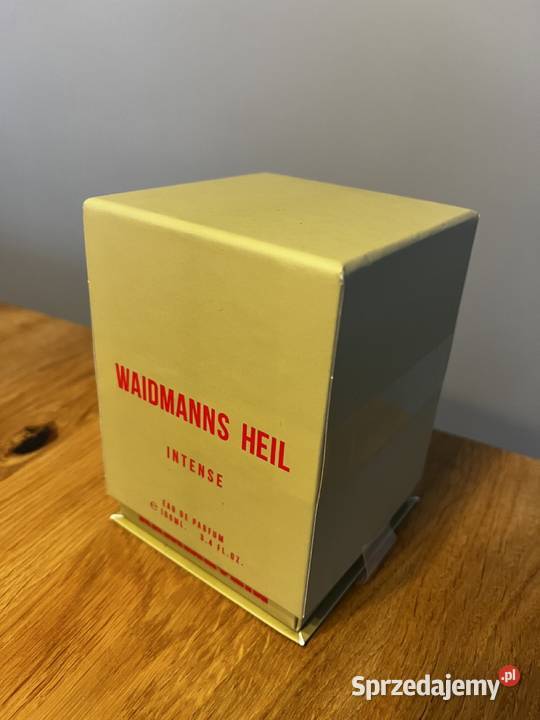 WAIDMANNS HEIL
INTENSE
EAU DE PARFUM
℮ 100ML. 3.4 FL.OZ.
Sprzedajemy.pl